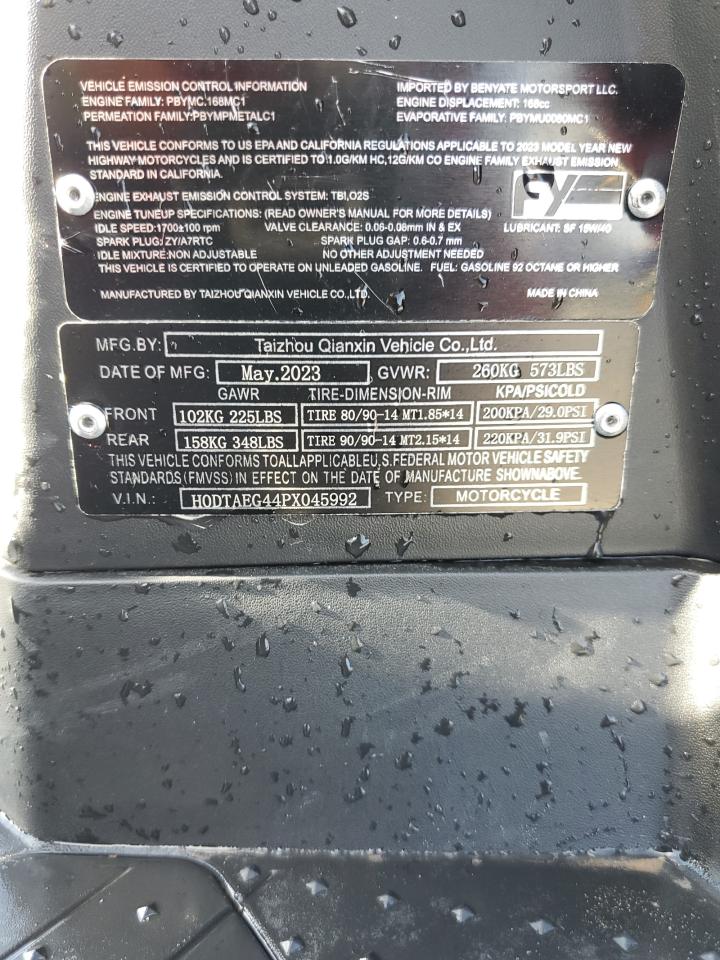 VEHICLE EMISSION CONTROL INFORMATION IMPORTED BY BENYATE MOTORSPORT LLC.
ENGINE FAMILY: PBYMC.168MC1 ENGINE DISPLACEMENT: 168cc
PERMEATION FAMILY:PBYMPMETALC1 EVAPORATIVE FAMILY: PBYMU0080MC1
THIS VEHICLE CONFORMS TO US EPA AND CALIFORNIA REGULATIONS APPLICABLE TO 2023 MODEL YEAR NEW
HIGHWAY MOTORCYCLES AND IS CERTIFIED TO 1.0G/KM HC,12G/KM CO ENGINE FAMILY EXHAUST EMISSION
STANDARD IN CALIFORNIA.
ENGINE EXHAUST EMISSION CONTROL SYSTEM: TBI,O2S
ENGINE TUNEUP SPECIFICATIONS: (READ OWNER'S MANUAL FOR MORE DETAILS)
IDLE SPEED:1700±100 rpm VALVE CLEARANCE: 0.06-0.08mm IN & EX LUBRICANT: SF 15W/40
SPARK PLUG: ZY/A7RTC SPARK PLUG GAP: 0.6-0.7 mm
IDLE MIXTURE:NON ADJUSTABLE NO OTHER ADJUSTMENT NEEDED
THIS VEHICLE IS CERTIFIED TO OPERATE ON UNLEADED GASOLINE. FUEL: GASOLINE 92 OCTANE OR HIGHER
MANUFACTURED BY TAIZHOU QIANXIN VEHICLE CO.,LTD. MADE IN CHINA
MFG.BY: Taizhou Qianxin Vehicle Co.,Ltd.
DATE OF MFG: May.2023 GVWR: 260KG 573LBS
GAWR TIRE-DIMENSION-RIM KPA/PSICOLD
FRONT 102KG 225LBS TIRE 80/90-14 MT1.85*14 200KPA/29.0PSI
REAR 158KG 348LBS TIRE 90/90-14 MT2.15*14 220KPA/31.9PSI
THIS VEHICLE CONFORMS TOALLAPPLICABLEU,S.FEDERAL MOTOR VEHICLE SAFETY
STANDARDS(FMVSS)IN EFFECT ON THE DATE OF MANUFACTURE SHOWNABOVE.
V.I.N.: H0DTAEG44PX045992 TYPE: MOTORCYCLE